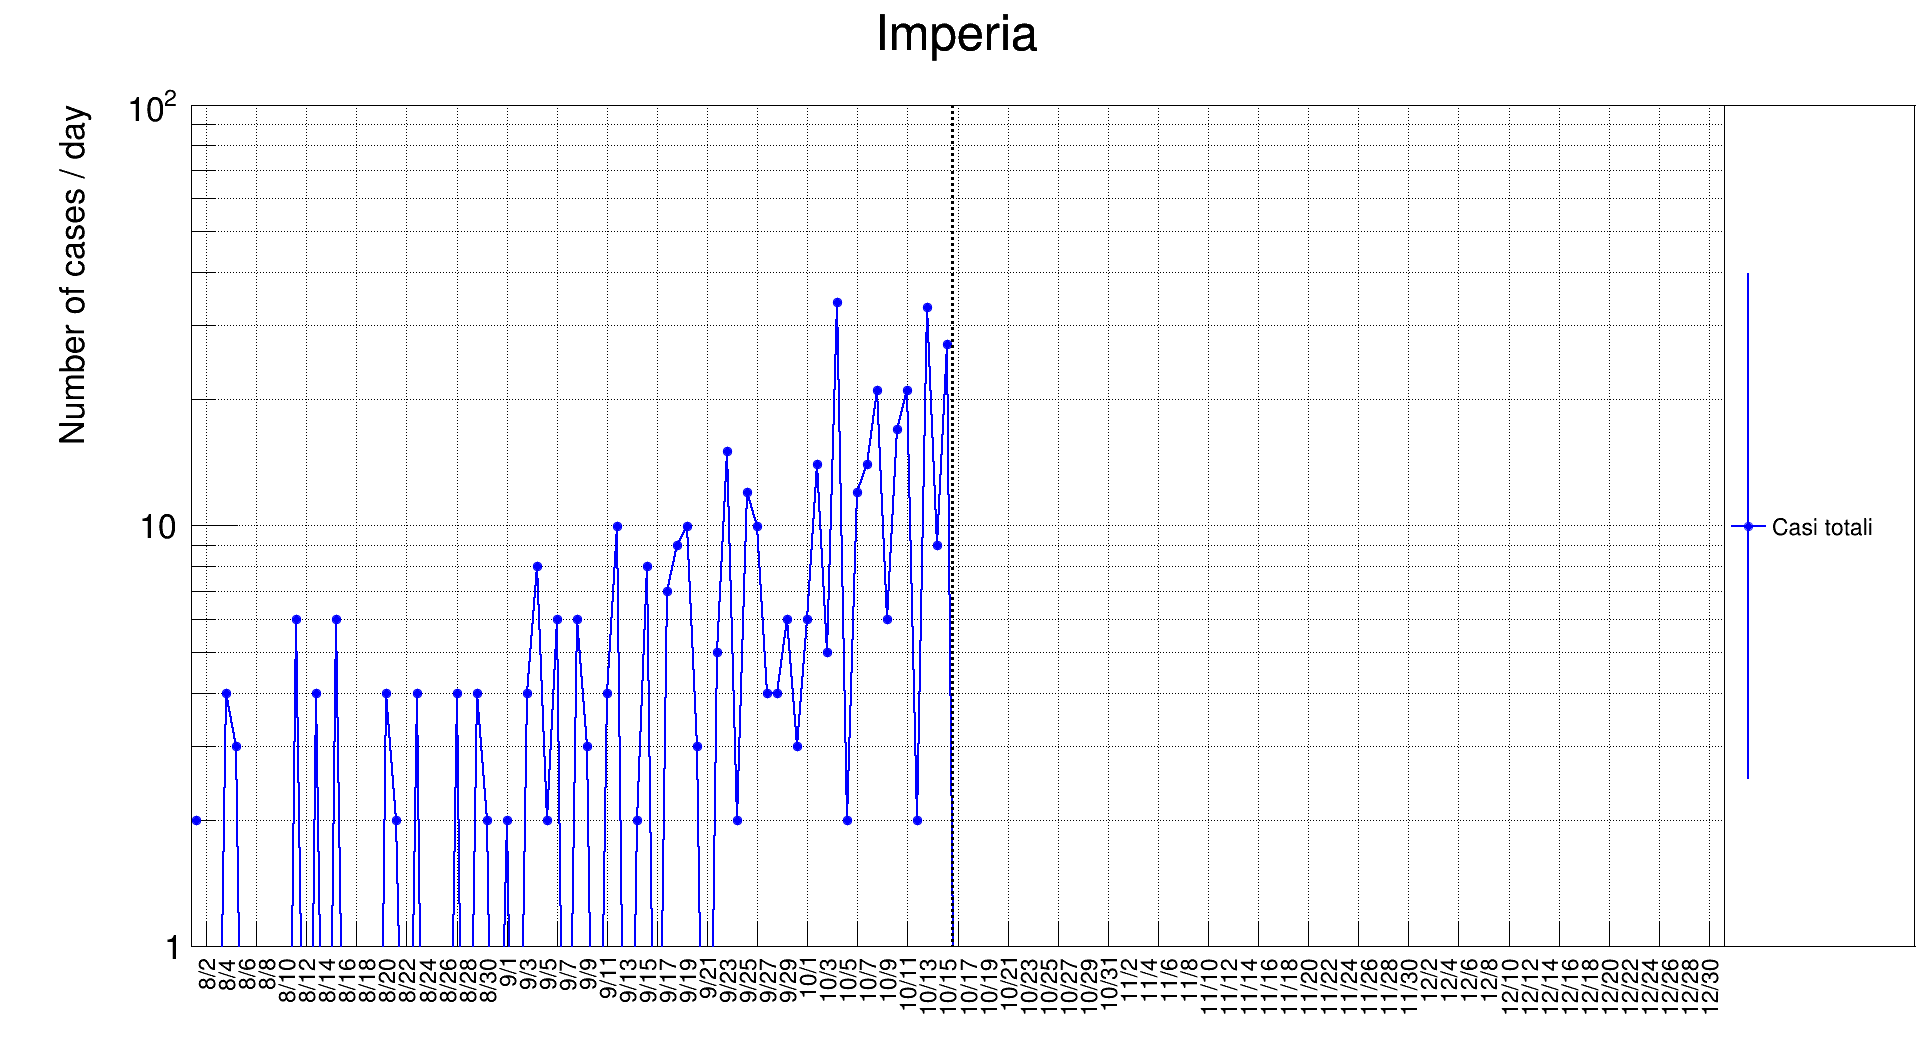 Imperia
Number of cases / day
10²
10
1
8/2 8/4 8/6 8/8 8/10 8/12 8/14 8/16 8/18 8/20 8/22 8/24 8/26 8/28 8/30 9/1 9/3 9/5 9/7 9/9 9/11 9/13 9/15 9/17 9/19 9/21 9/23 9/25 9/27 9/29 10/1 10/3 10/5 10/7 10/9 10/11 10/13 10/15 10/17 10/19 10/21 10/23 10/25 10/27 10/29 10/31 11/2 11/4 11/6 11/8 11/10 11/12 11/14 11/16 11/18 11/20 11/22 11/24 11/26 11/28 11/30 12/2 12/4 12/6 12/8 12/10 12/12 12/14 12/16 12/18 12/20 12/22 12/24 12/26 12/28 12/30
Casi totali